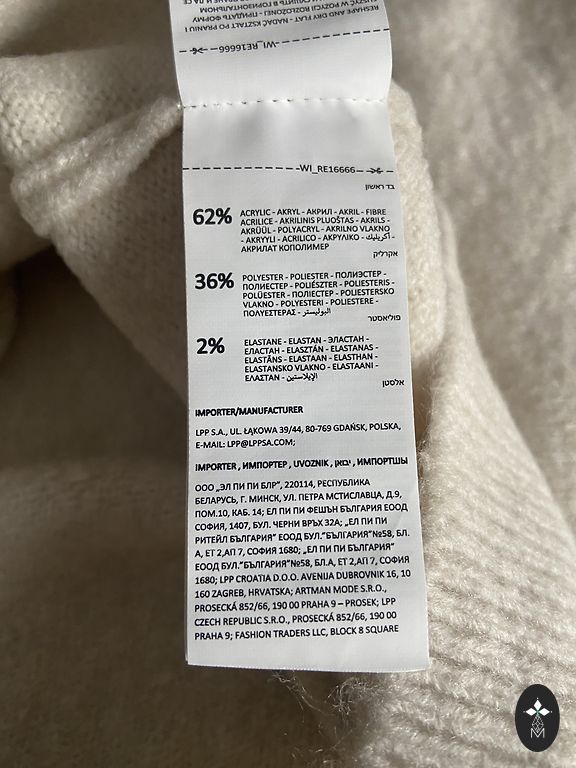 WI_RE16666
WI_RE16666
בד ראשון
62% ACRYLIC - AKRYL - АКРИЛ - AKRIL - FIBRE
ACRILICE - AKRILINIS PLUOŠTAS - AKRILS -
AKRÜÜL - POLYACRYL - AKRILNO VLAKNO
- AKRYYLI - ACRILICO - ΑΚΡΥΛΙΚΟ - أكريليك -
АКРИЛАТ КОПОЛИМЕР
אקרליק
36% POLYESTER - POLIESTER - ПОЛИЭСТЕР -
ПОЛИЕСТЕР - POLIÉSZTER - POLIESTERIS -
POLÜESTER - ПОЛІЕСТЕР - POLIESTERSKO
VLAKNO - POLYESTERI - POLIESTERE -
ΠΟΛΥΕΣΤΕΡΑΣ - البوليستر
פוליאסטר
2% ELASTANE - ELASTAN - ЭЛАСТАН -
ЕЛАСТАН - ELASZTÁN - ELASTANAS -
ELASTĀNS - ELASTAAN - ELASTHAN -
ELASTANSKO VLAKNO - ELASTAANI -
ΕΛΑΣΤΑΝ - الإيلاستين
אלסטן
IMPORTER/MANUFACTURER
LPP S.A., UL. ŁĄKOWA 39/44, 80-769 GDAŃSK, POLSKA,
E-MAIL: LPP@LPPSA.COM;
IMPORTER , ИМПОРТЕР , UVOZNIK , יבואן , ИМПОРТШЫ
ООО „ЭЛ ПИ ПИ БЛР”, 220114, РЕСПУБЛИКА
БЕЛАРУСЬ, Г. МИНСК, УЛ. ПЕТРА МСТИСЛАВЦА, Д.9,
ПОМ.10, КАБ. 14; ЕЛ ПИ ПИ ФЕШЪН БЪЛГАРИЯ ЕООД
СОФИЯ, 1407, БУЛ. ЧЕРНИ ВРЪХ 32А; „ЕЛ ПИ ПИ
РИТЕЙЛ БЪЛГАРИЯ” ЕООД БУЛ.”БЪЛГАРИЯ”№58, БЛ.
А, ЕТ 2,АП 7, СОФИЯ 1680; „ЕЛ ПИ ПИ БЪЛГАРИЯ”
ЕООД БУЛ.”БЪЛГАРИЯ”№58, БЛ.А, ЕТ 2,АП 7, СОФИЯ
1680; LPP CROATIA D.O.O. AVENIJA DUBROVNIK 16, 10
160 ZAGREB, HRVATSKA; ARTMAN MODE S.R.O.,
PROSECKÁ 852/66, 190 00 PRAHA 9 – PROSEK; LPP
CZECH REPUBLIC S.R.O., PROSECKÁ 852/66, 190 00
PRAHA 9; FASHION TRADERS LLC, BLOCK 8 SQUARE
M